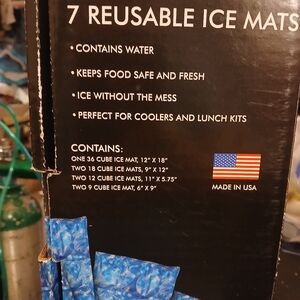 7 REUSABLE ICE MATS
• CONTAINS WATER
• KEEPS FOOD SAFE AND FRESH
• ICE WITHOUT THE MESS
• PERFECT FOR COOLERS AND LUNCH KITS
CONTAINS:
ONE 36 CUBE ICE MAT, 12" X 18"
TWO 18 CUBE ICE MATS, 9" X 12"
TWO 12 CUBE ICE MATS, 11" X 5.75"
TWO 9 CUBE ICE MAT, 6" X 9"
MADE IN USA